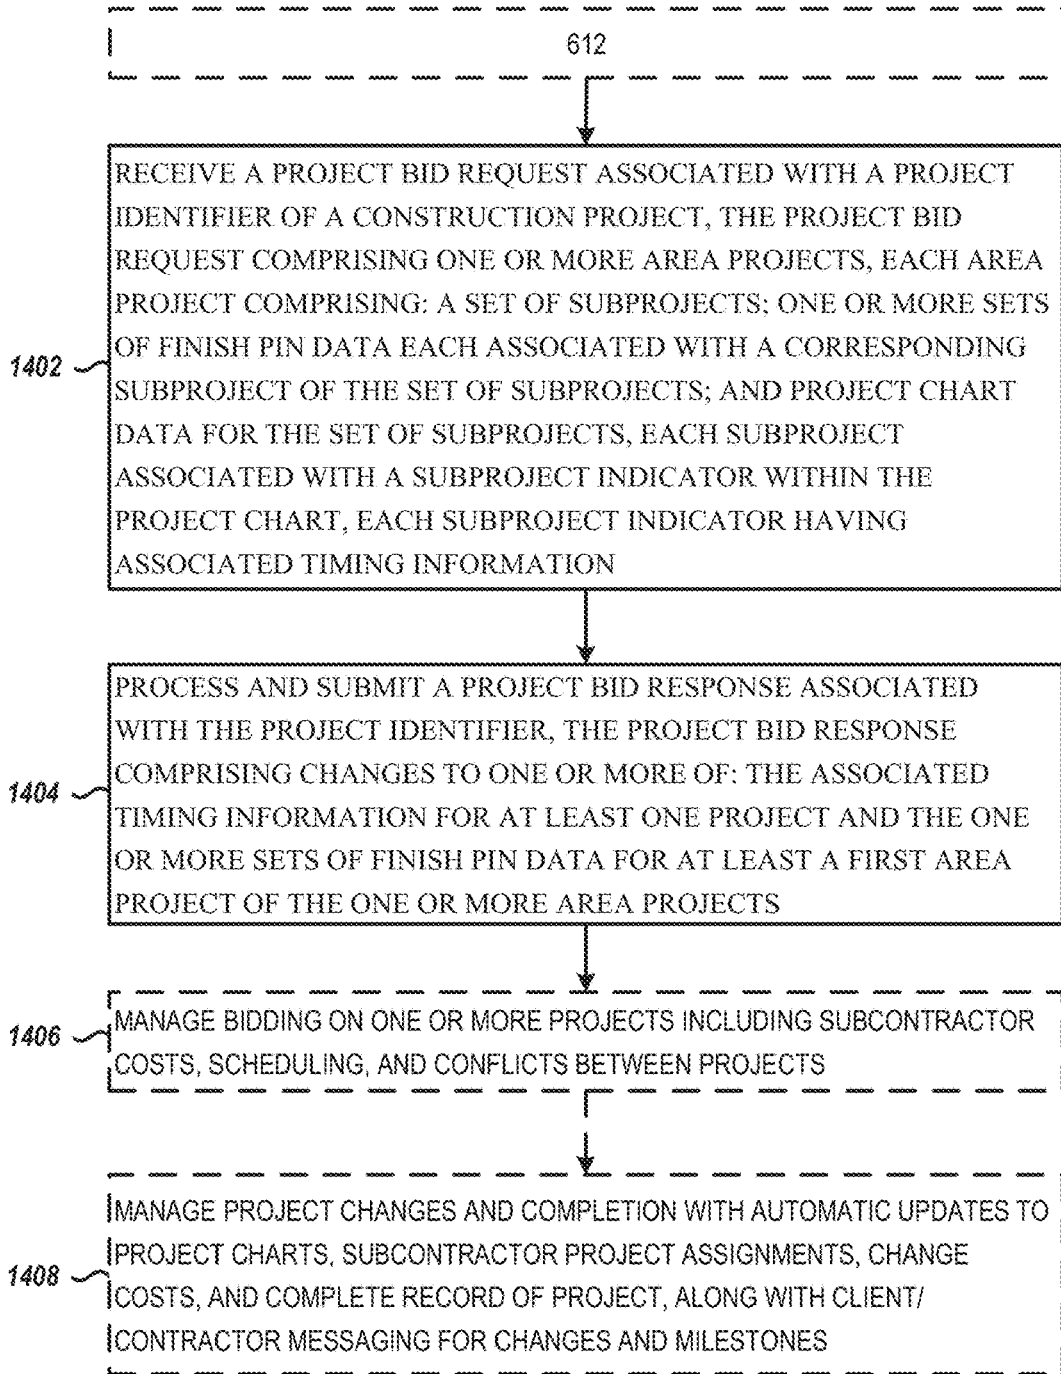 612
RECEIVE A PROJECT BID REQUEST ASSOCIATED WITH A PROJECT
IDENTIFIER OF A CONSTRUCTION PROJECT, THE PROJECT BID
REQUEST COMPRISING ONE OR MORE AREA PROJECTS, EACH AREA
PROJECT COMPRISING: A SET OF SUBPROJECTS; ONE OR MORE SETS
1402 OF FINISH PIN DATA EACH ASSOCIATED WITH A CORRESPONDING
SUBPROJECT OF THE SET OF SUBPROJECTS; AND PROJECT CHART
DATA FOR THE SET OF SUBPROJECTS, EACH SUBPROJECT
ASSOCIATED WITH A SUBPROJECT INDICATOR WITHIN THE
PROJECT CHART, EACH SUBPROJECT INDICATOR HAVING
ASSOCIATED TIMING INFORMATION
PROCESS AND SUBMIT A PROJECT BID RESPONSE ASSOCIATED
WITH THE PROJECT IDENTIFIER, THE PROJECT BID RESPONSE
1404 COMPRISING CHANGES TO ONE OR MORE OF: THE ASSOCIATED
TIMING INFORMATION FOR AT LEAST ONE PROJECT AND THE ONE
OR MORE SETS OF FINISH PIN DATA FOR AT LEAST A FIRST AREA
PROJECT OF THE ONE OR MORE AREA PROJECTS
1406 MANAGE BIDDING ON ONE OR MORE PROJECTS INCLUDING SUBCONTRACTOR
COSTS, SCHEDULING, AND CONFLICTS BETWEEN PROJECTS
MANAGE PROJECT CHANGES AND COMPLETION WITH AUTOMATIC UPDATES TO
1408 PROJECT CHARTS, SUBCONTRACTOR PROJECT ASSIGNMENTS, CHANGE
COSTS, AND COMPLETE RECORD OF PROJECT, ALONG WITH CLIENT/
CONTRACTOR MESSAGING FOR CHANGES AND MILESTONES